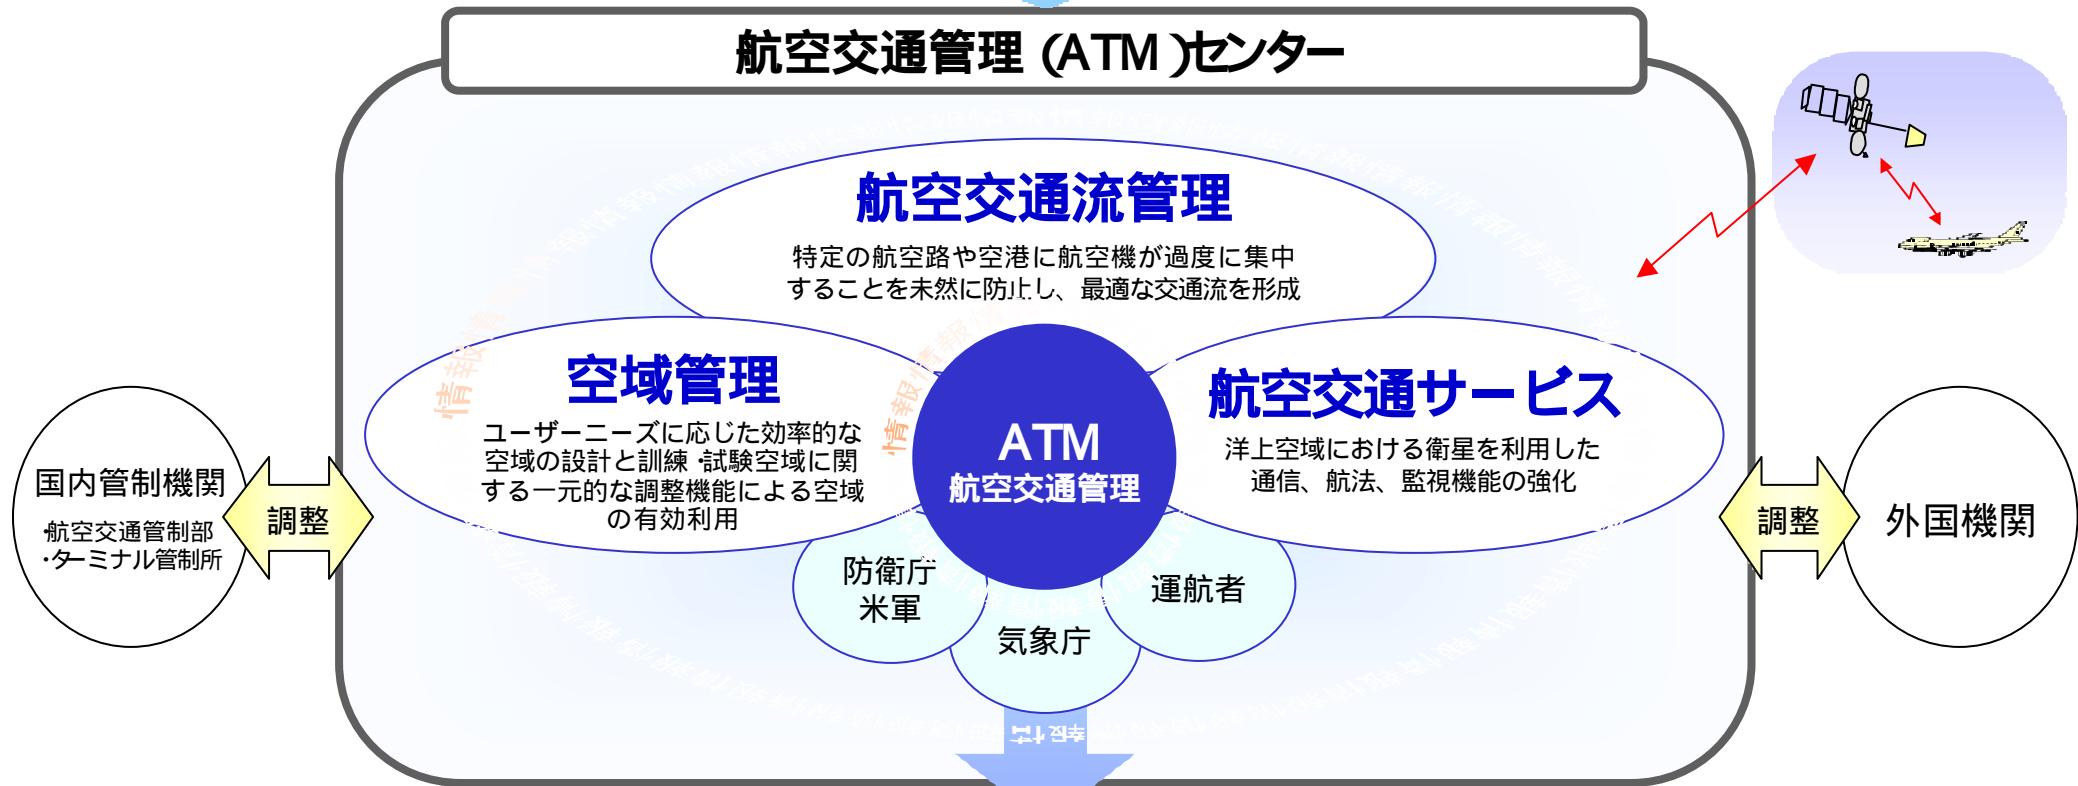 航空交通管理（ATM）センター
航空交通流管理
特定の航空路や空港に航空機が過度に集中
することを未然に防止し、最適な交通流を形成
空域管理
ユーザーニーズに応じた効率的な
空域の設計と訓練・試験空域に関
する一元的な調整機能による空域
の有効利用
航空交通サービス
洋上空域における衛星を利用した
通信、航法、監視機能の強化
ATM
航空交通管理
国内管制機関
・航空交通管制部
・ターミナル管制所
調整
調整
外国機関
防衛庁
米軍
気象庁
運航者
情報情報
情報情報